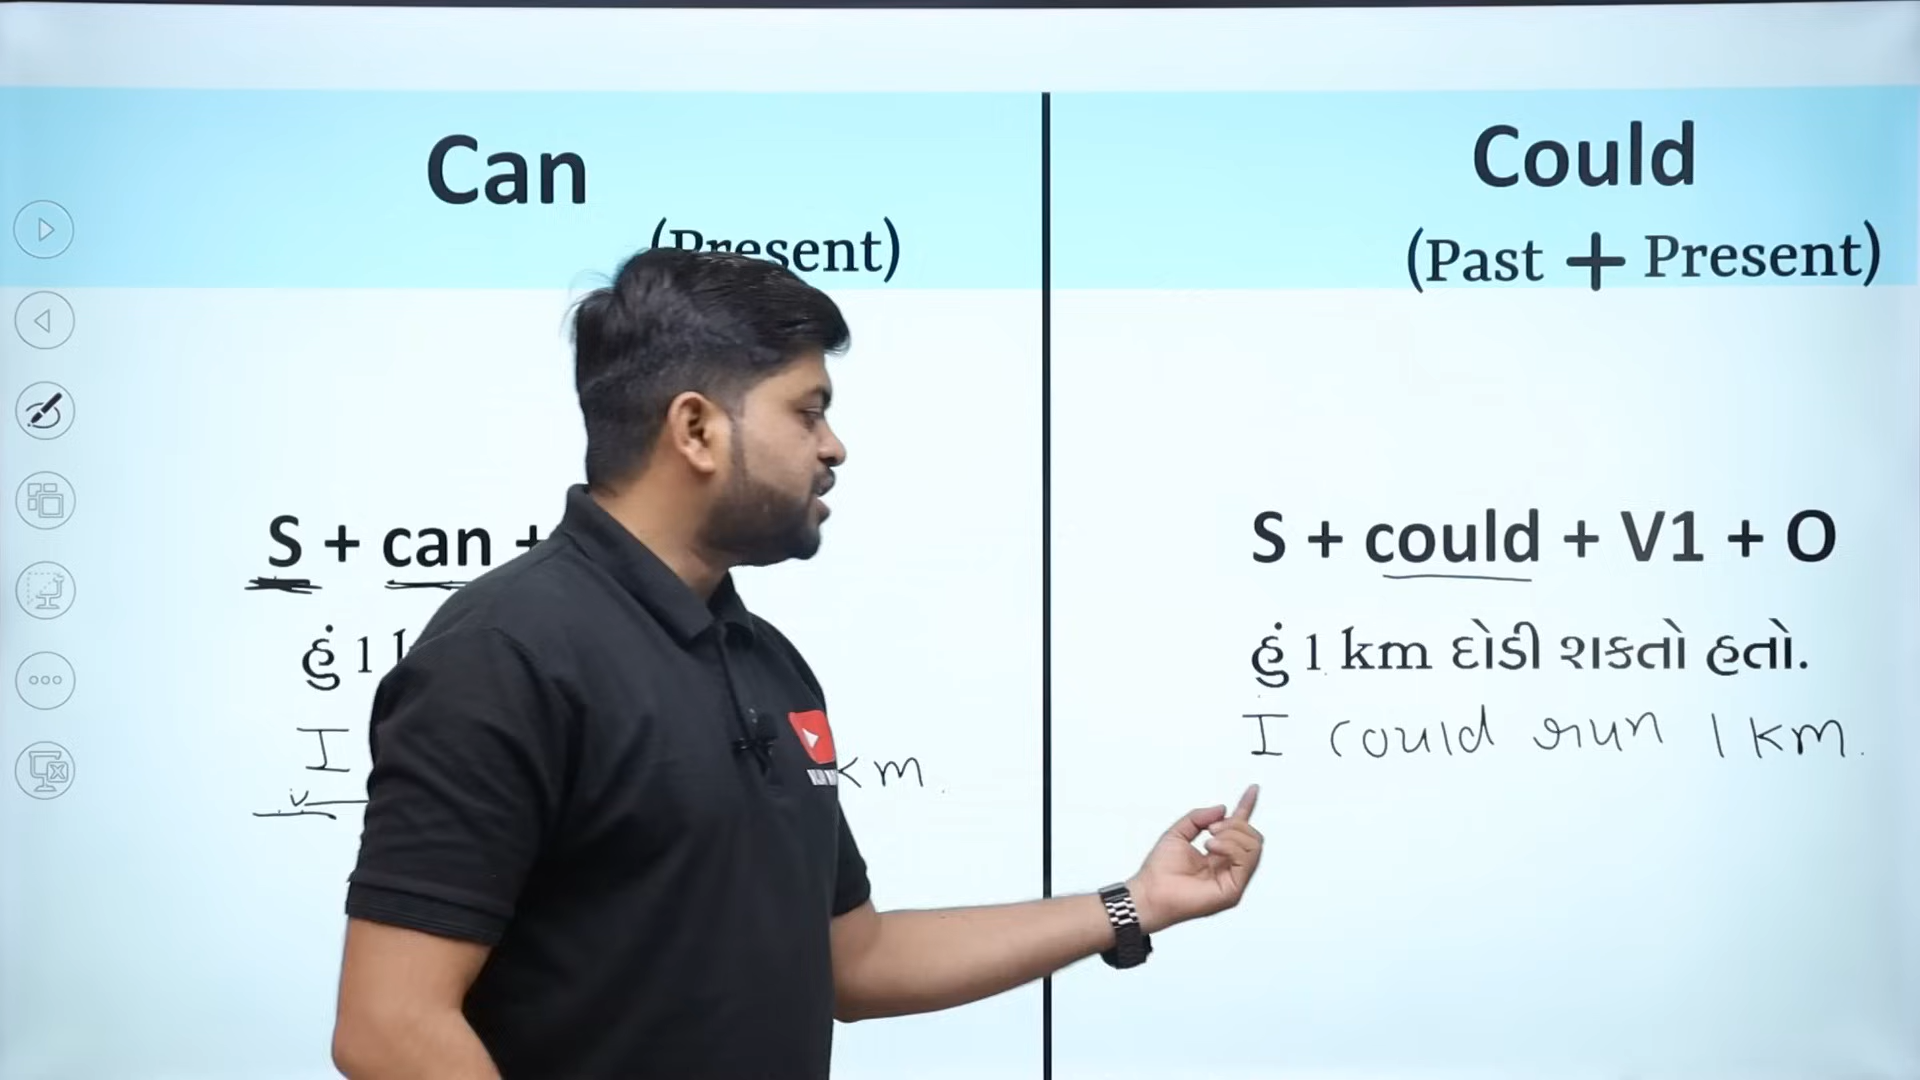 Can
(Present)
S + can +
હું 1
I
km.
Could
(Past + Present)
S + could + V1 + O
હું 1 km દોડી શકતો હતો.
I could run 1 km.